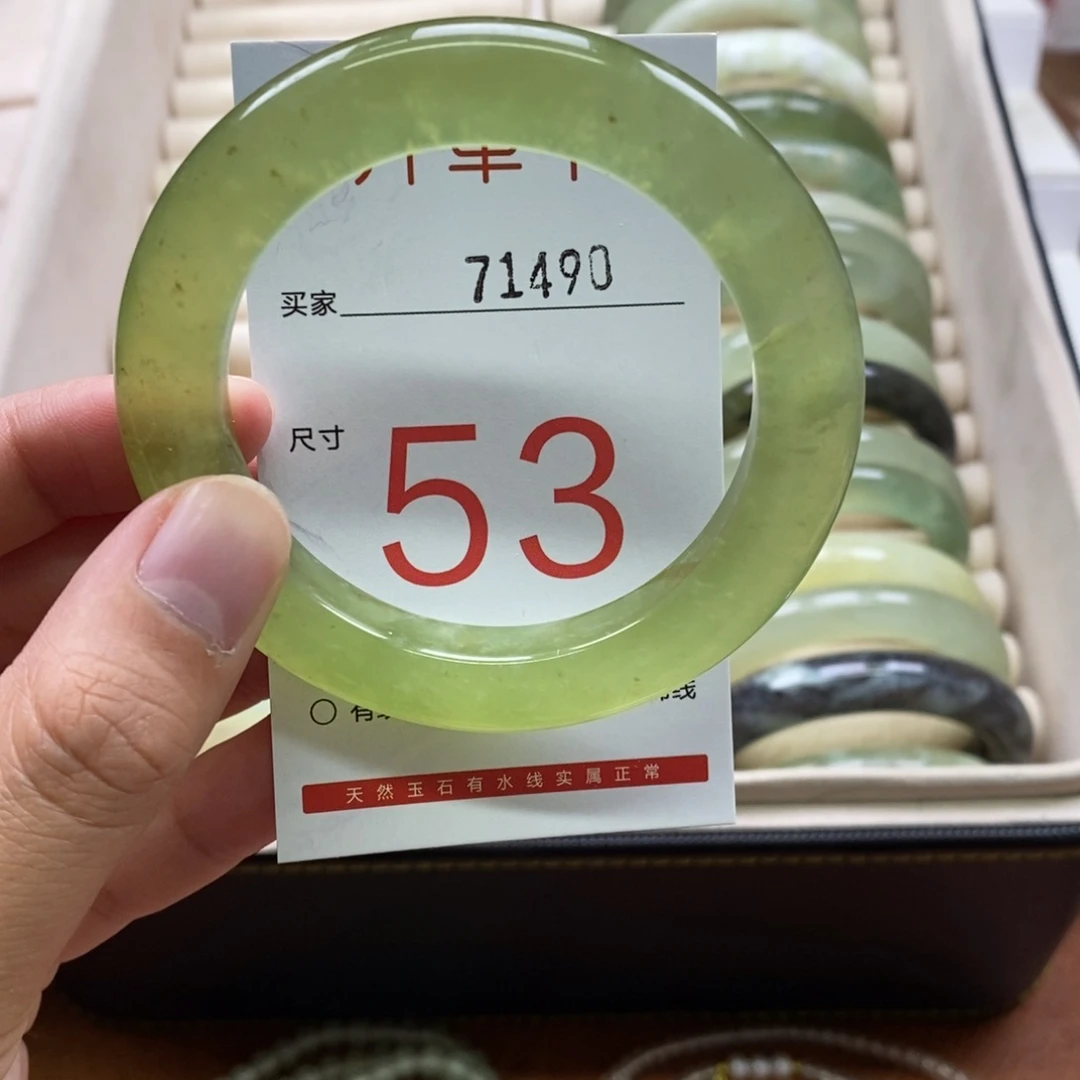 买家 71490
尺寸 53
天然玉石有水线实属正常